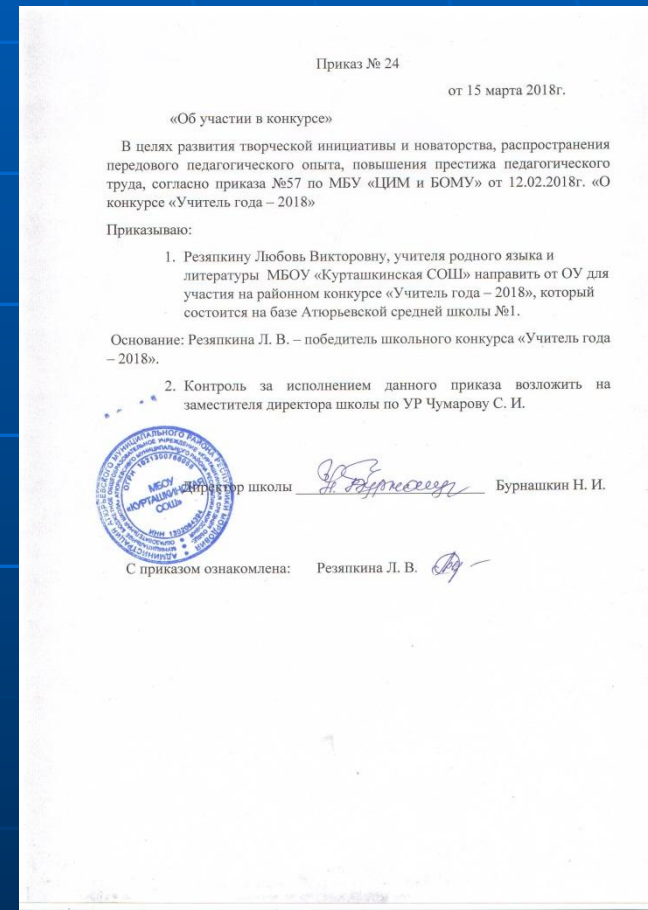 Приказ № 24
от 15 марта 2018г.
«Об участии в конкурсе»
В целях развития творческой инициативы и новаторства, распространения
передового педагогического опыта, повышения престижа педагогического
труда, согласно приказа №57 по МБУ «ЦИМ и БОМУ» от 12.02.2018г. «О
конкурсе «Учитель года – 2018»
Приказываю:
1. Резяпкину Любовь Викторовну, учителя родного языка и
литературы МБОУ «Курташкинская СОШ» направить от ОУ для
участия на районном конкурсе «Учитель года – 2018», который
состоится на базе Атюрьевской средней школы №1.
Основание: Резяпкина Л. В. – победитель школьного конкурса «Учитель года
– 2018».
2. Контроль за исполнением данного приказа возложить на
заместителя директора школы по УР Чумарову С. И.
МБОУ
«КУРТАШКИНСКАЯ
СОШ»
Директор школы Бурнашкин Н. И.
С приказом ознакомлена: Резяпкина Л. В.